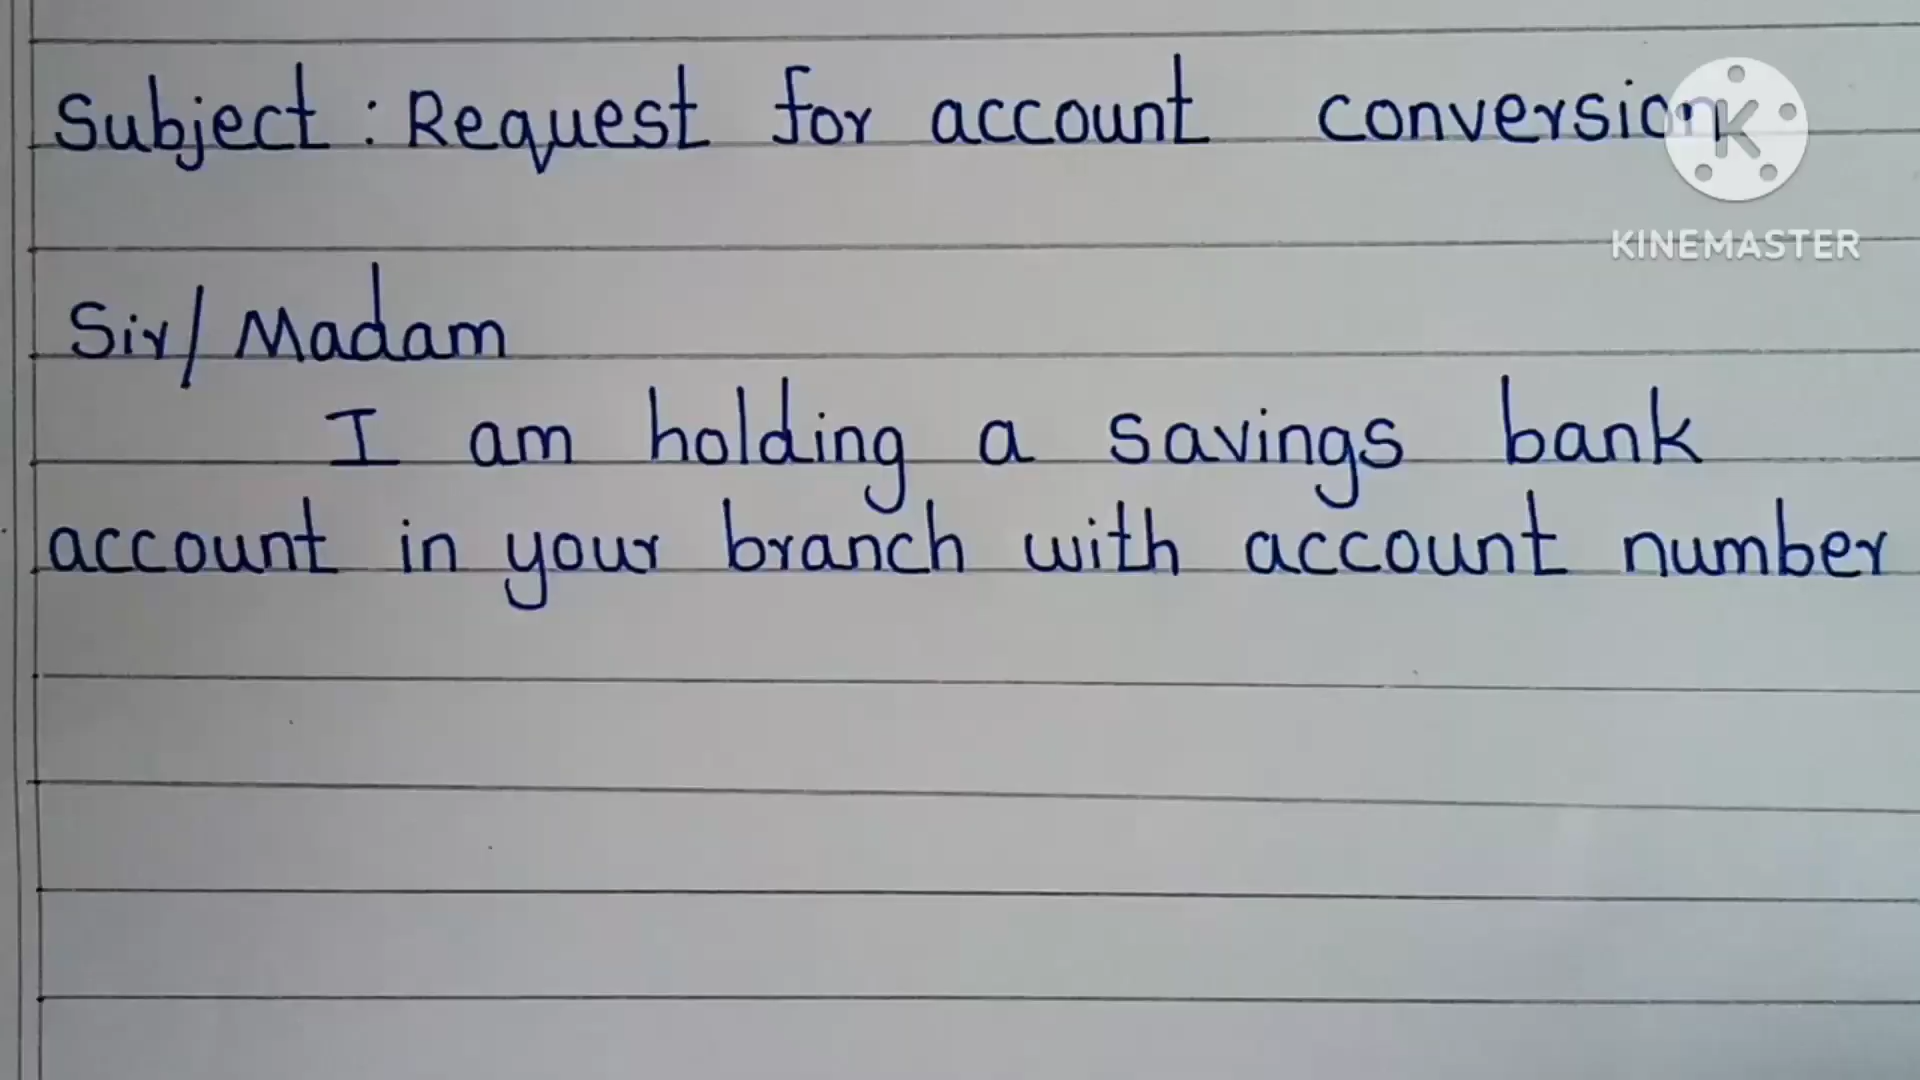 Subject : Request for account conversion
K
KINEMASTER
Sir/Madam
I am holding a savings bank
account in your branch with account number